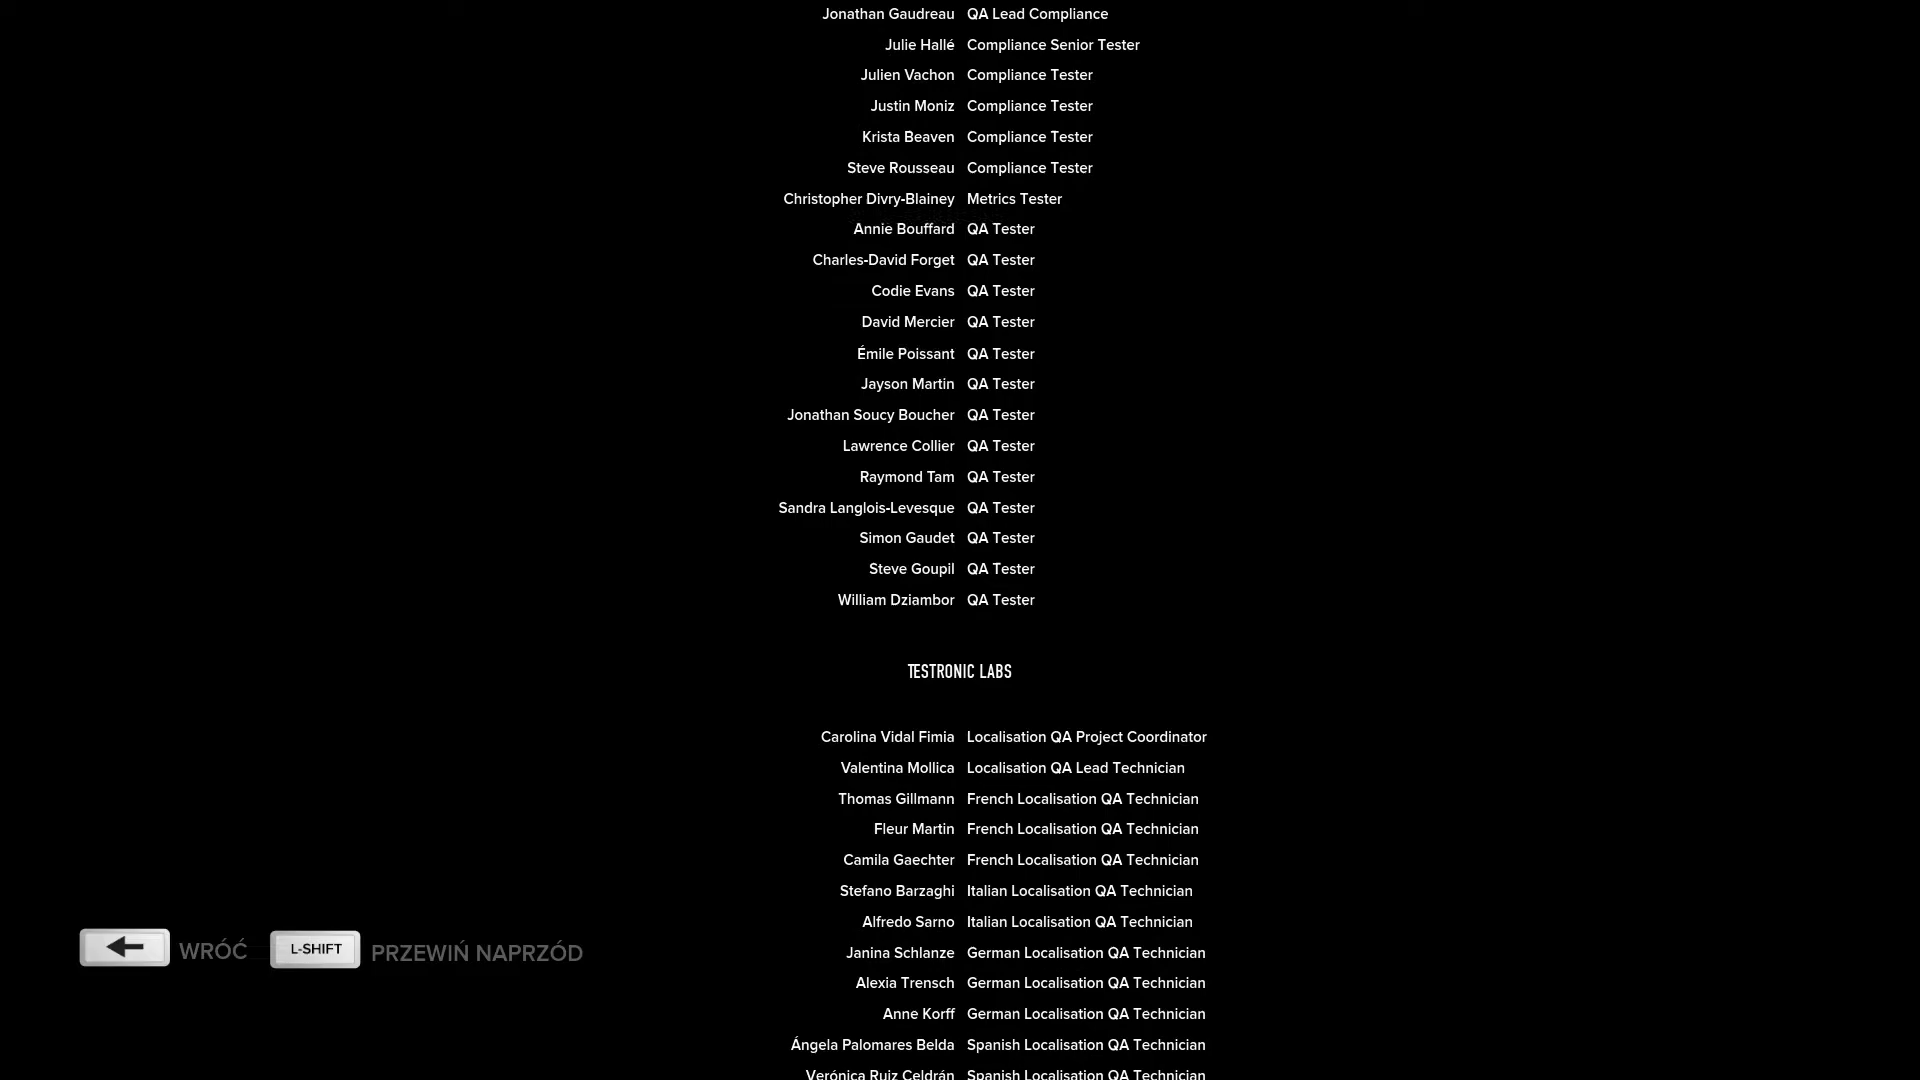 Jonathan Gaudreau QA Lead Compliance
Julie Hallé Compliance Senior Tester
Julien Vachon Compliance Tester
Justin Moniz Compliance Tester
Krista Beaven Compliance Tester
Steve Rousseau Compliance Tester
Christopher Divry-Blainey Metrics Tester
Annie Bouffard QA Tester
Charles-David Forget QA Tester
Codie Evans QA Tester
David Mercier QA Tester
Émile Poissant QA Tester
Jayson Martin QA Tester
Jonathan Soucy Boucher QA Tester
Lawrence Collier QA Tester
Raymond Tam QA Tester
Sandra Langlois-Levesque QA Tester
Simon Gaudet QA Tester
Steve Goupil QA Tester
William Dziambor QA Tester
TESTRONIC LABS
Carolina Vidal Fimia Localisation QA Project Coordinator
Valentina Mollica Localisation QA Lead Technician
Thomas Gillmann French Localisation QA Technician
Fleur Martin French Localisation QA Technician
Camila Gaechter French Localisation QA Technician
Stefano Barzaghi Italian Localisation QA Technician
Alfredo Sarno Italian Localisation QA Technician
Janina Schlanze German Localisation QA Technician
Alexia Trensch German Localisation QA Technician
Anne Korff German Localisation QA Technician
Ángela Palomares Belda Spanish Localisation QA Technician
Verónica Ruiz Celdrán Spanish Localisation QA Technician
WRÓĆ L-SHIFT PRZEWIŃ NAPRZÓD